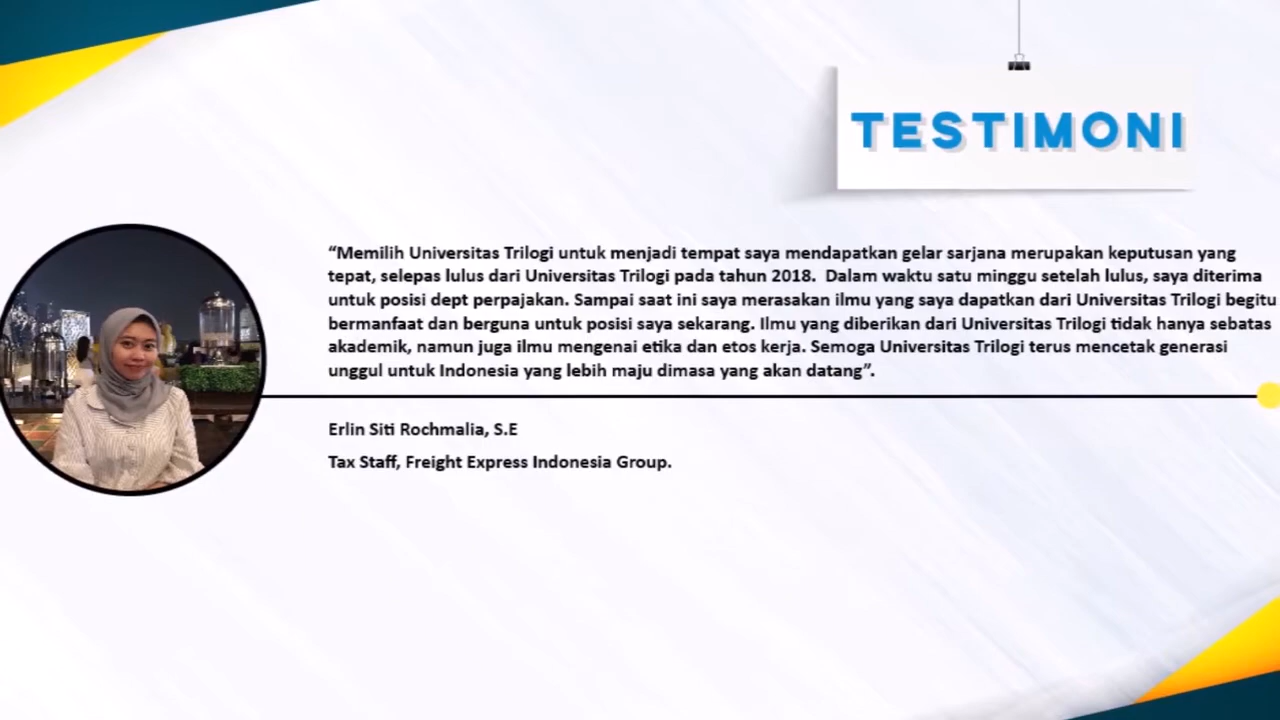 TESTIMONI
“Memilih Universitas Trilogi untuk menjadi tempat saya mendapatkan gelar sarjana merupakan keputusan yang
tepat, selepas lulus dari Universitas Trilogi pada tahun 2018.  Dalam waktu satu minggu setelah lulus, saya diterima
untuk posisi dept perpajakan. Sampai saat ini saya merasakan ilmu yang saya dapatkan dari Universitas Trilogi begitu
bermanfaat dan berguna untuk posisi saya sekarang. Ilmu yang diberikan dari Universitas Trilogi tidak hanya sebatas
akademik, namun juga ilmu mengenai etika dan etos kerja. Semoga Universitas Trilogi terus mencetak generasi
unggul untuk Indonesia yang lebih maju dimasa yang akan datang”.
Erlin Siti Rochmalia, S.E
Tax Staff, Freight Express Indonesia Group.